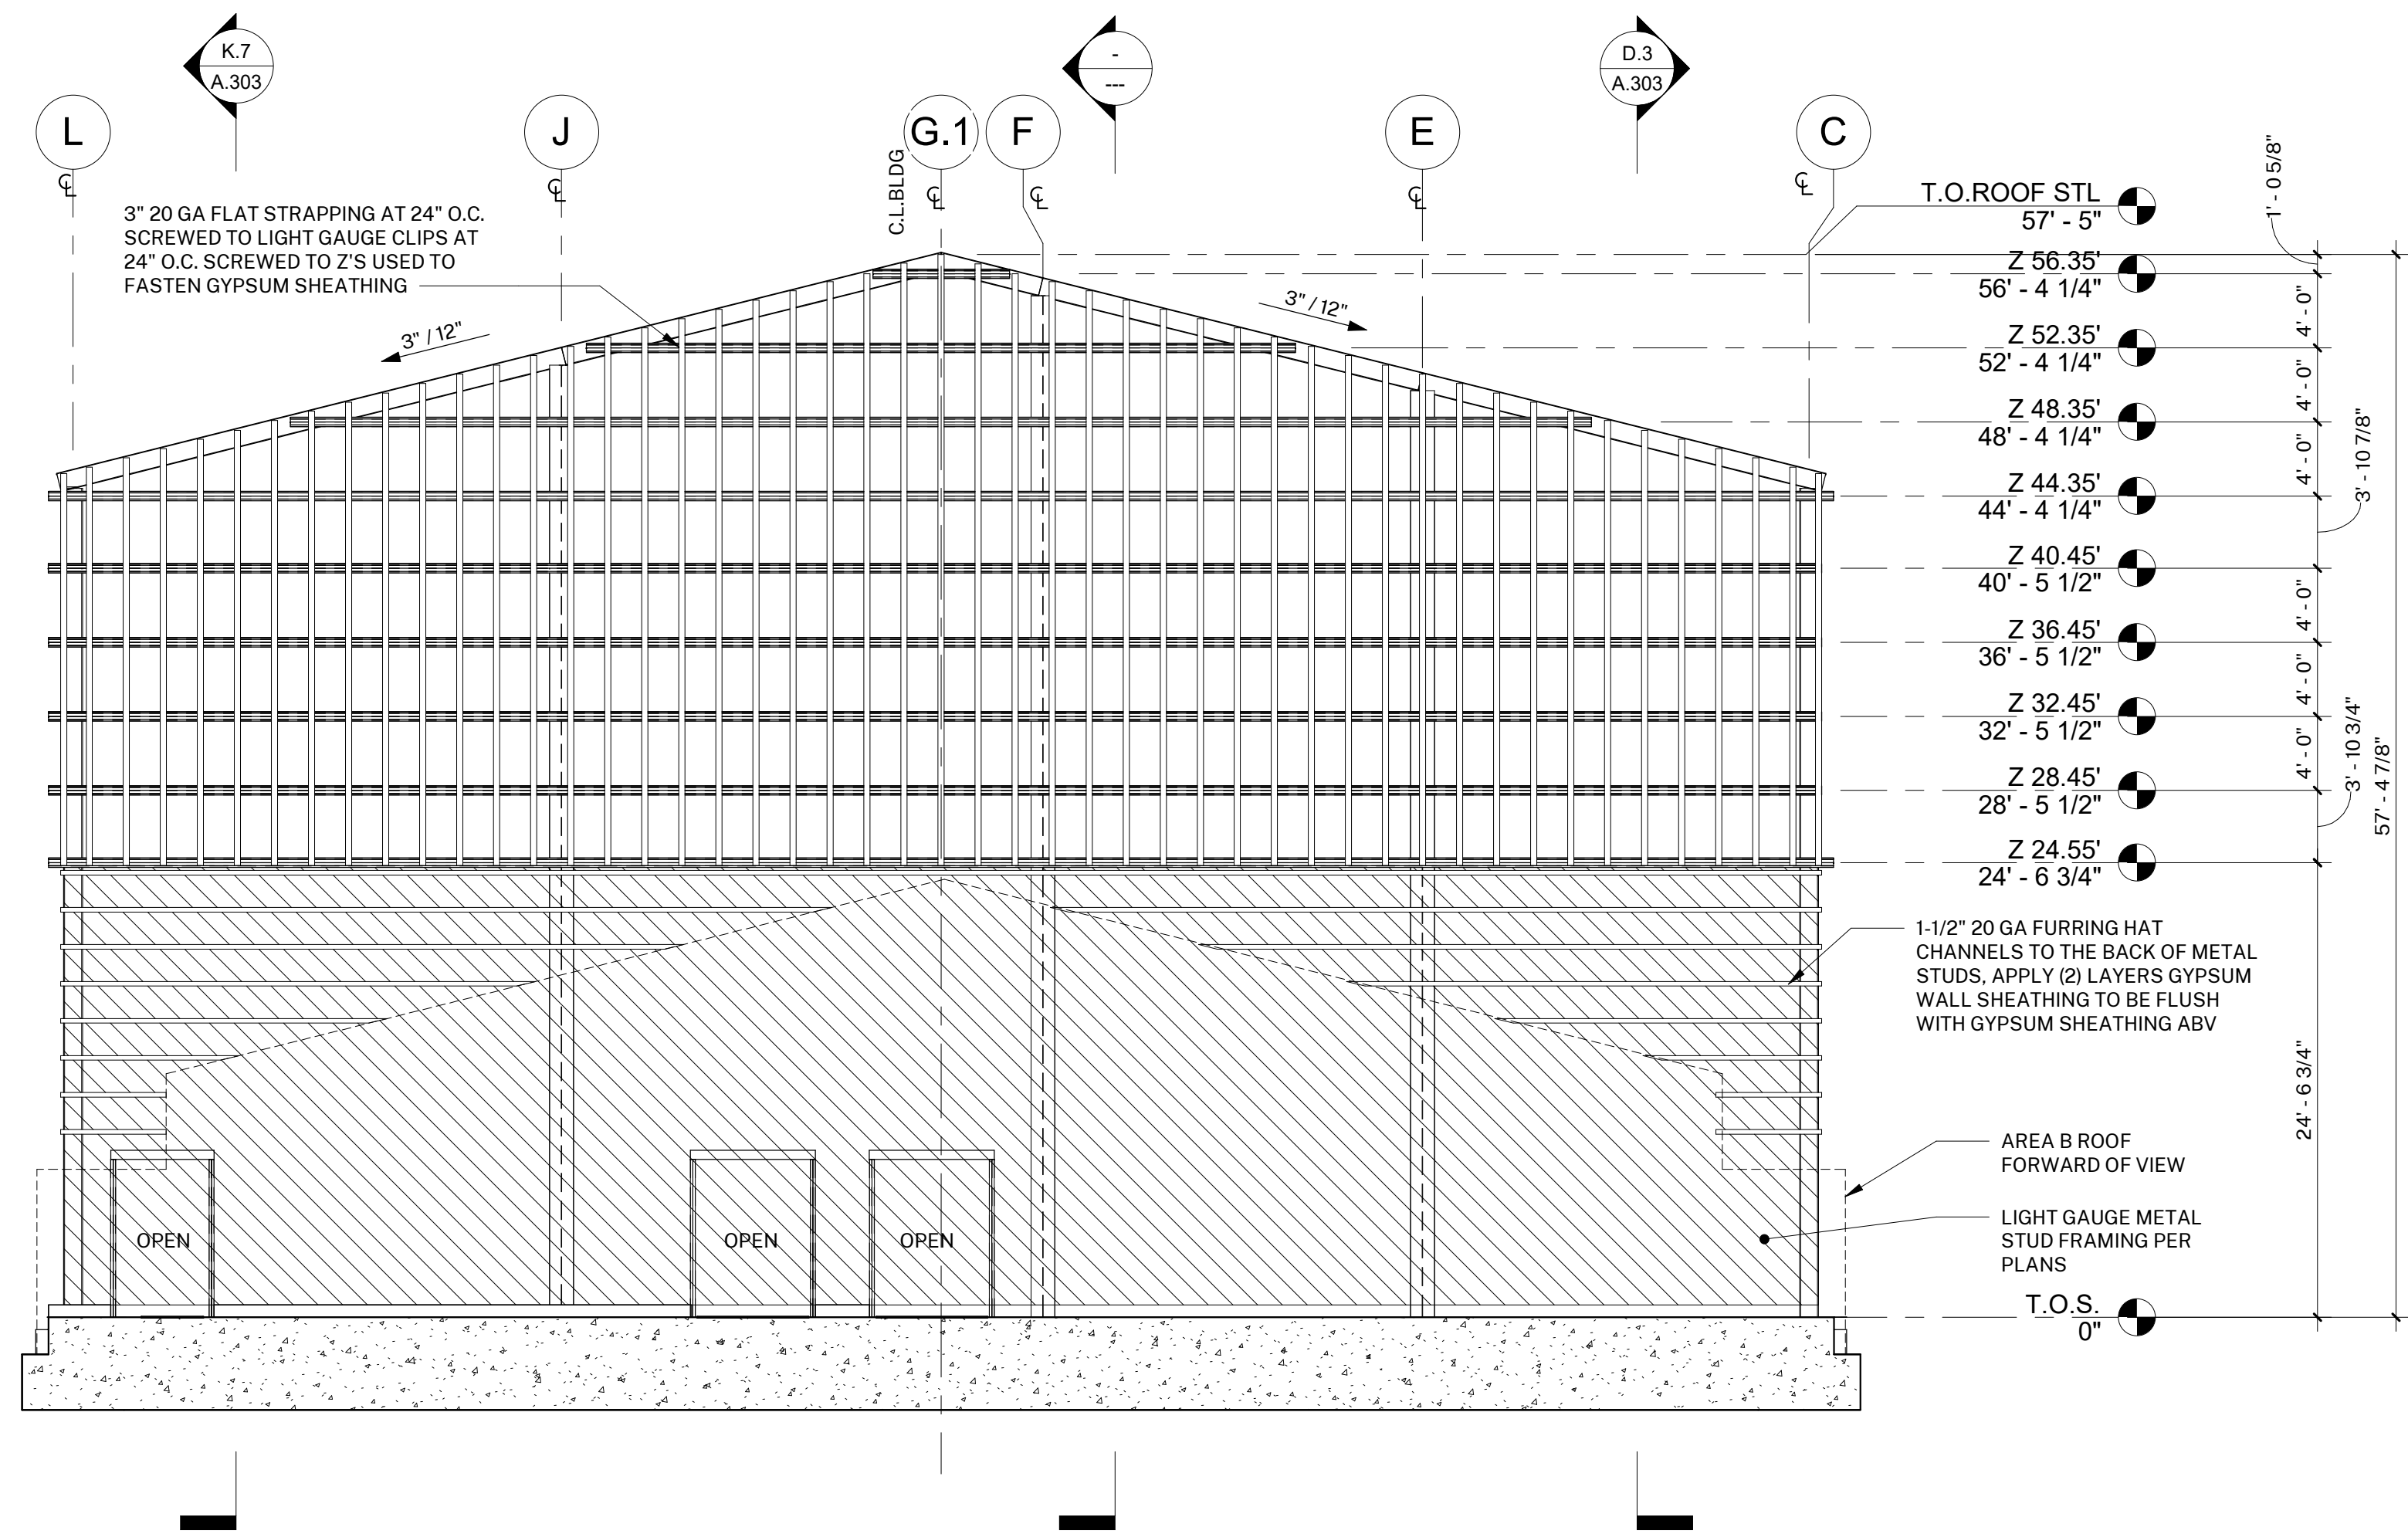 K.7
A.303
-
---
D.3
A.303
L
J
G.1
F
E
C
C.L.BLDG
3" 20 GA FLAT STRAPPING AT 24" O.C.
SCREWED TO LIGHT GAUGE CLIPS AT
24" O.C. SCREWED TO Z'S USED TO
FASTEN GYPSUM SHEATHING
3" / 12"
3" / 12"
T.O.ROOF STL
57' - 5"
Z 56.35'
56' - 4 1/4"
Z 52.35'
52' - 4 1/4"
Z 48.35'
48' - 4 1/4"
Z 44.35'
44' - 4 1/4"
Z 40.45'
40' - 5 1/2"
Z 36.45'
36' - 5 1/2"
Z 32.45'
32' - 5 1/2"
Z 28.45'
28' - 5 1/2"
Z 24.55'
24' - 6 3/4"
1' - 0 5/8"
4' - 0"
4' - 0"
4' - 0"
3' - 10 7/8"
4' - 0"
4' - 0"
4' - 0"
3' - 10 3/4"
57' - 4 7/8"
24' - 6 3/4"
1-1/2" 20 GA FURRING HAT
CHANNELS TO THE BACK OF METAL
STUDS, APPLY (2) LAYERS GYPSUM
WALL SHEATHING TO BE FLUSH
WITH GYPSUM SHEATHING ABV
AREA B ROOF
FORWARD OF VIEW
LIGHT GAUGE METAL
STUD FRAMING PER
PLANS
OPEN
OPEN
OPEN
T.O.S.
0"